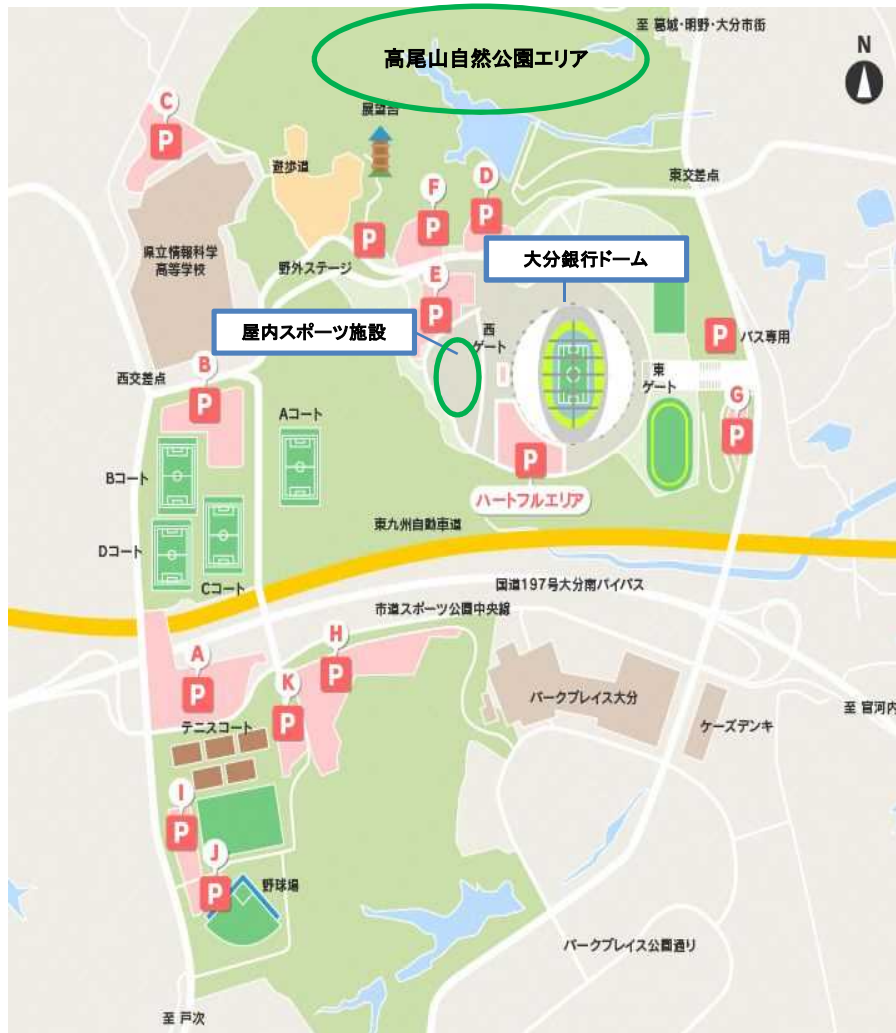 至 葛城・明野・大分市街
高尾山自然公園エリア
N
C
P
展望台
遊歩道
東交差点
F
D
P
P
P
県立情報科学
高等学校
野外ステージ
大分銀行ドーム
E
P
屋内スポーツ施設
西
ゲート
P
バス専用
西交差点
B
P
東
ゲート
G
P
Aコート
Bコート
P
ハートフルエリア
Dコート
Cコート
東九州自動車道
国道197号大分南バイパス
市道スポーツ公園中央線
A
P
H
P
K
P
パークプレイス大分
至 宮河内
テニスコート
ケーズデンキ
I
P
J
P
野球場
パークプレイス公園通り
至 戸次